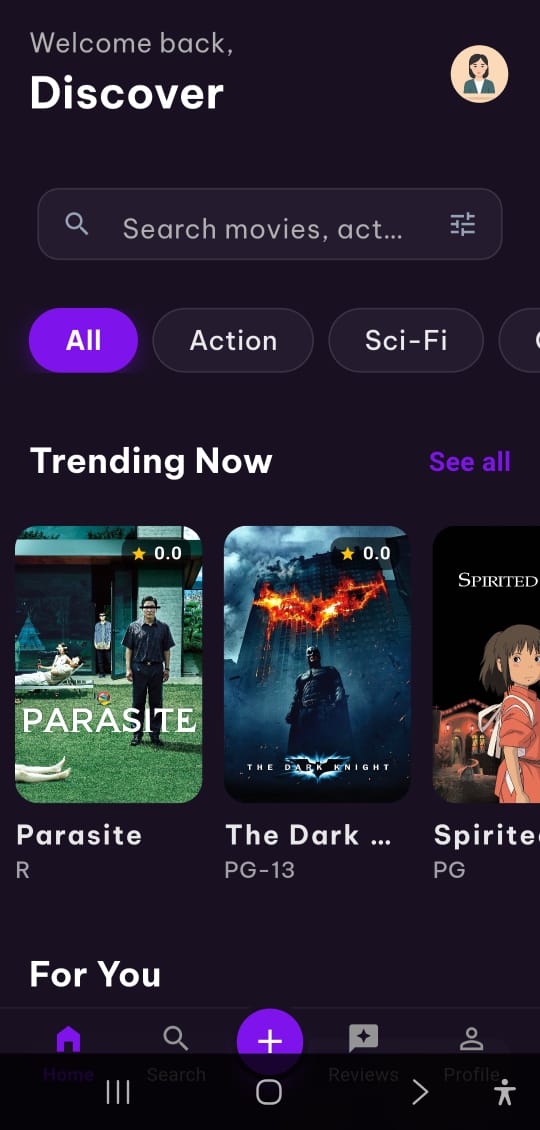 Welcome back,
Discover
Search movies, act...
All
Action
Sci-Fi
Trending Now
See all
0.0
0.0
PARASITE
THE DARK KNIGHT
SPIRITED
Parasite
The Dark ...
Spirite
R
PG-13
PG
For You
Home
Search
Reviews
Profile